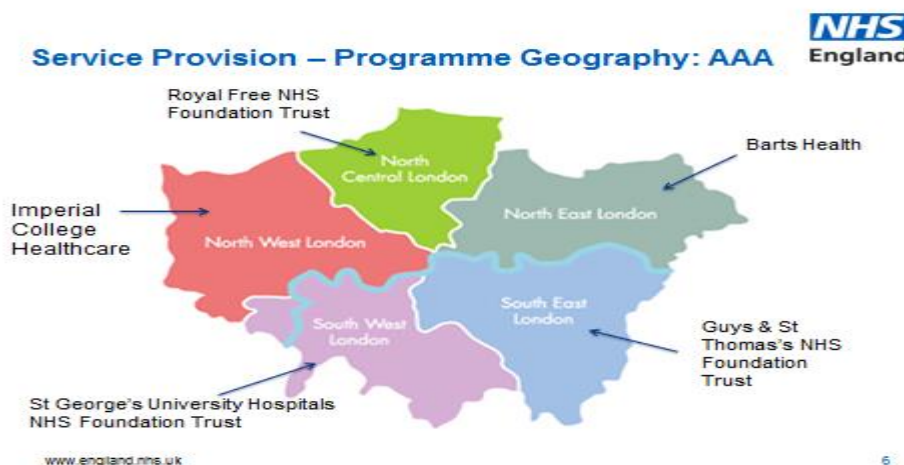 NHS
England
Service Provision – Programme Geography: AAA
Royal Free NHS
Foundation Trust
Barts Health
North
Central London
Imperial
College
Healthcare
North East London
North West London
South East
London
South West
London
Guys & St
Thomas's NHS
Foundation
Trust
St George's University Hospitals
NHS Foundation Trust
www.england.nhs.uk
6